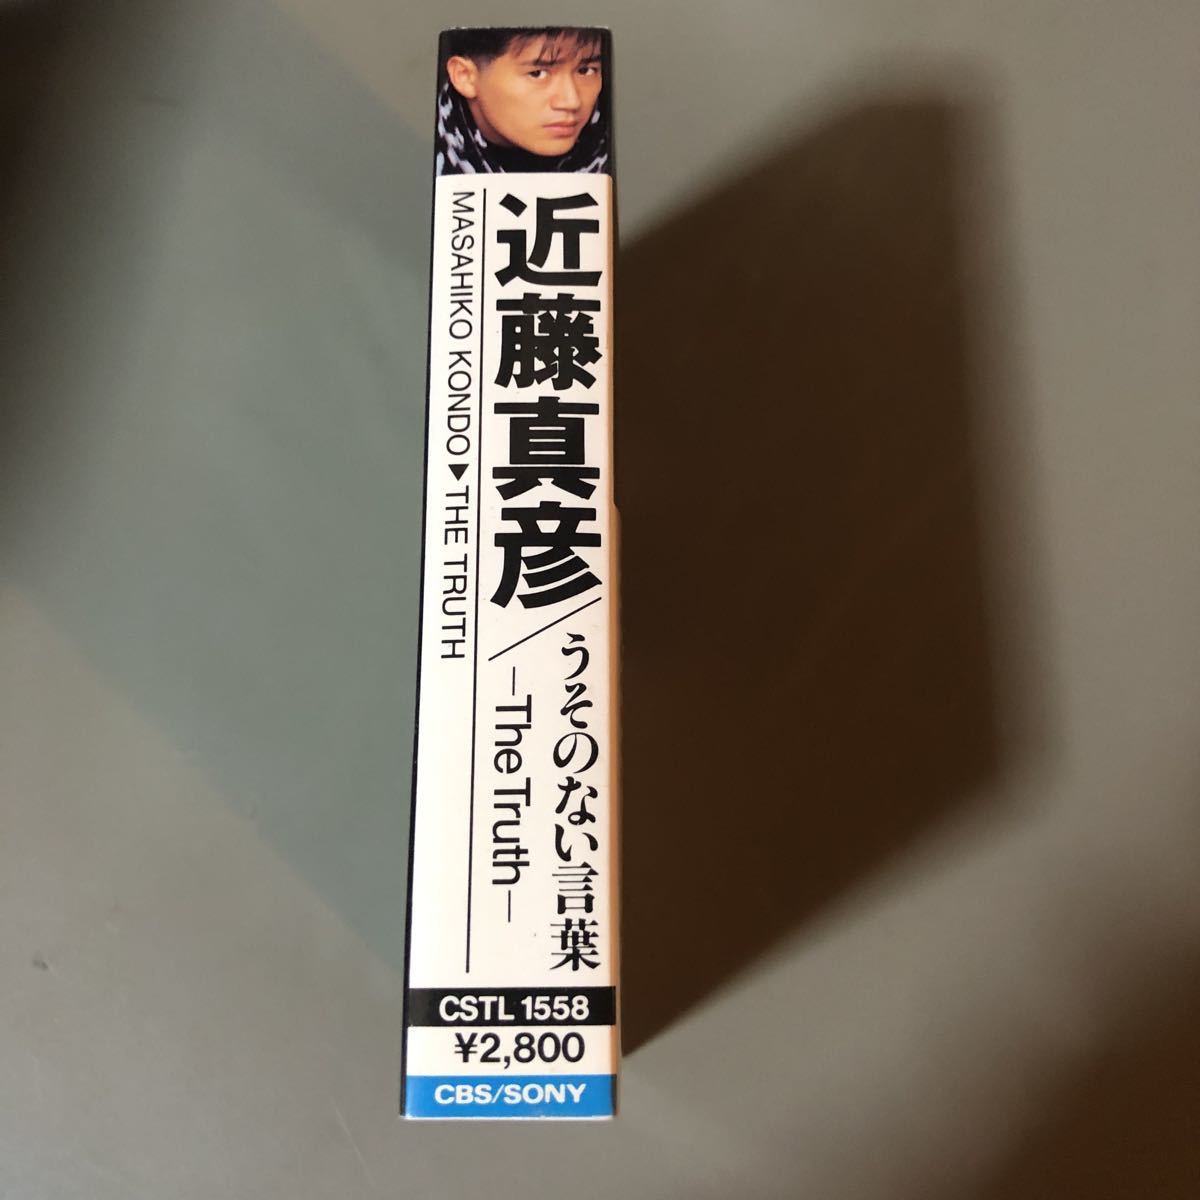 近藤真彦／うそのない言葉
—The Truth—
MASAHIKO KONDO▶THE TRUTH
CSTL 1558
¥2,800
CBS/SONY